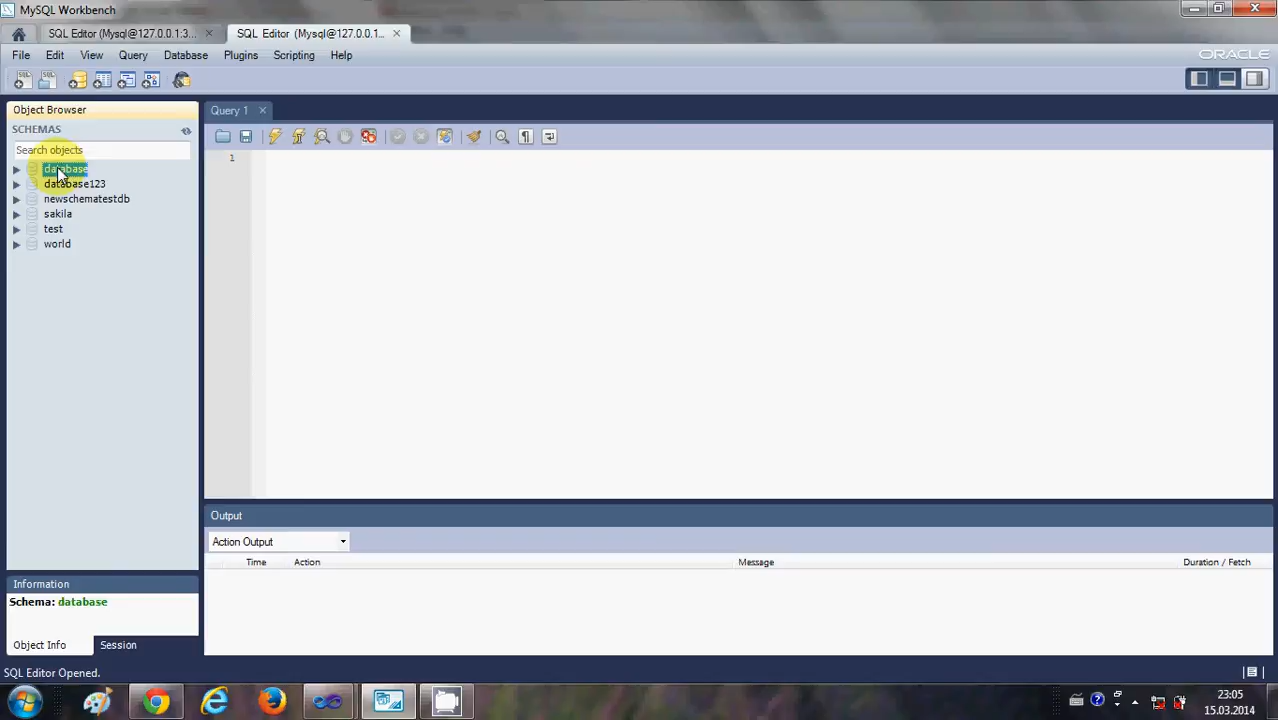 MySQL Workbench
SQL Editor (Mysql@127.0.0.1:3...
SQL Editor (Mysql@127.0.0.1...
File Edit View Query Database Plugins Scripting Help
ORACLE
Object Browser
Query 1
SCHEMAS
Search objects
1
database
database123
newschematestdb
sakila
test
world
Output
Action Output
Time Action Message Duration / Fetch
Information
Schema: database
Object Info Session
SQL Editor Opened.
23:05
15.03.2014